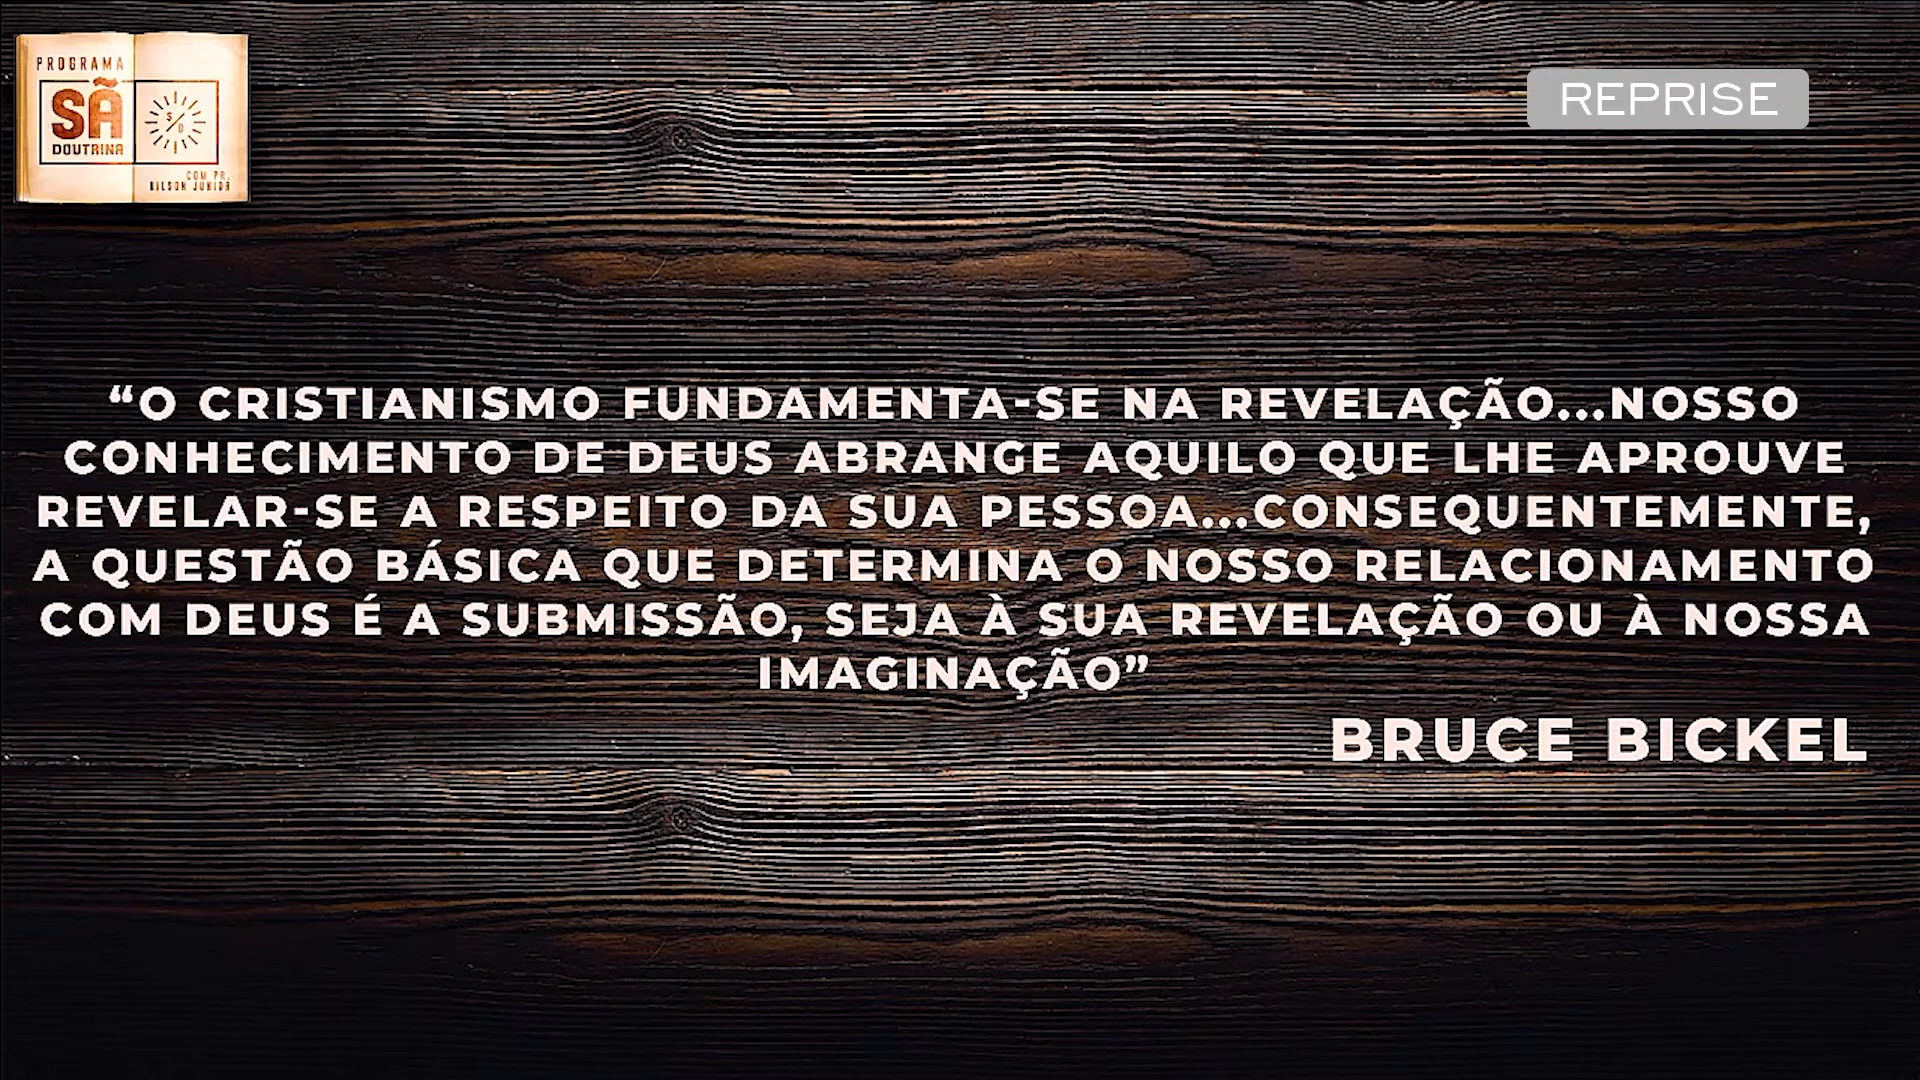 PROGRAMA
SÃ
DOUTRINA
COM PR.
REPRISE
“O CRISTIANISMO FUNDAMENTA-SE NA REVELAÇÃO...NOSSO
CONHECIMENTO DE DEUS ABRANGE AQUILO QUE LHE APROUVE
REVELAR-SE A RESPEITO DA SUA PESSOA...CONSEQUENTEMENTE,
A QUESTÃO BÁSICA QUE DETERMINA O NOSSO RELACIONAMENTO
COM DEUS É A SUBMISSÃO, SEJA À SUA REVELAÇÃO OU À NOSSA
IMAGINAÇÃO”
BRUCE BICKEL